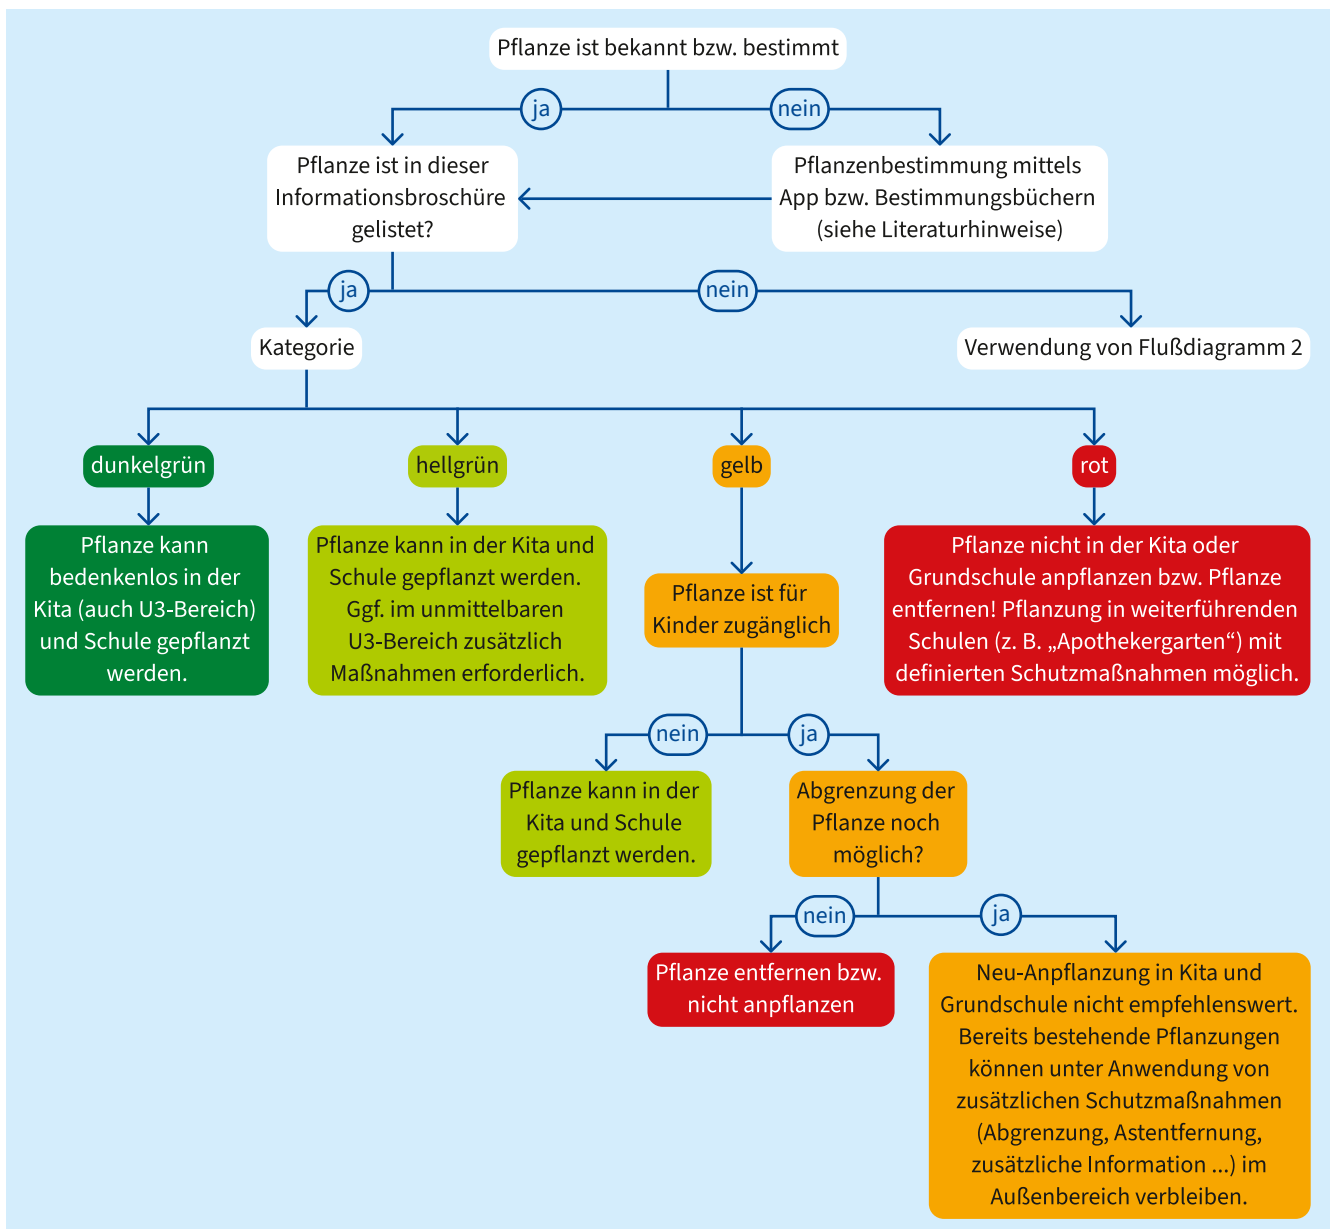 Pflanze ist bekannt bzw. bestimmt
ja
nein
Pflanze ist in dieser
Informationsbroschüre
gelistet?
Pflanzenbestimmung mittels
App bzw. Bestimmungsbüchern
(siehe Literaturhinweise)
ja
nein
Kategorie
Verwendung von Flußdiagramm 2
dunkelgrün
hellgrün
gelb
rot
Pflanze kann
bedenkenlos in der
Kita (auch U3-Bereich)
und Schule gepflanzt
werden.
Pflanze kann in der Kita und
Schule gepflanzt werden.
Ggf. im unmittelbaren
U3-Bereich zusätzlich
Maßnahmen erforderlich.
Pflanze ist für
Kinder zugänglich
Pflanze nicht in der Kita oder
Grundschule anpflanzen bzw. Pflanze
entfernen! Pflanzung in weiterführenden
Schulen (z. B. „Apothekergarten“) mit
definierten Schutzmaßnahmen möglich.
nein
ja
Pflanze kann in der
Kita und Schule
gepflanzt werden.
Abgrenzung der
Pflanze noch
möglich?
nein
ja
Pflanze entfernen bzw.
nicht anpflanzen
Neu-Anpflanzung in Kita und
Grundschule nicht empfehlenswert.
Bereits bestehende Pflanzungen
können unter Anwendung von
zusätzlichen Schutzmaßnahmen
(Abgrenzung, Astentfernung,
zusätzliche Information ...) im
Außenbereich verbleiben.